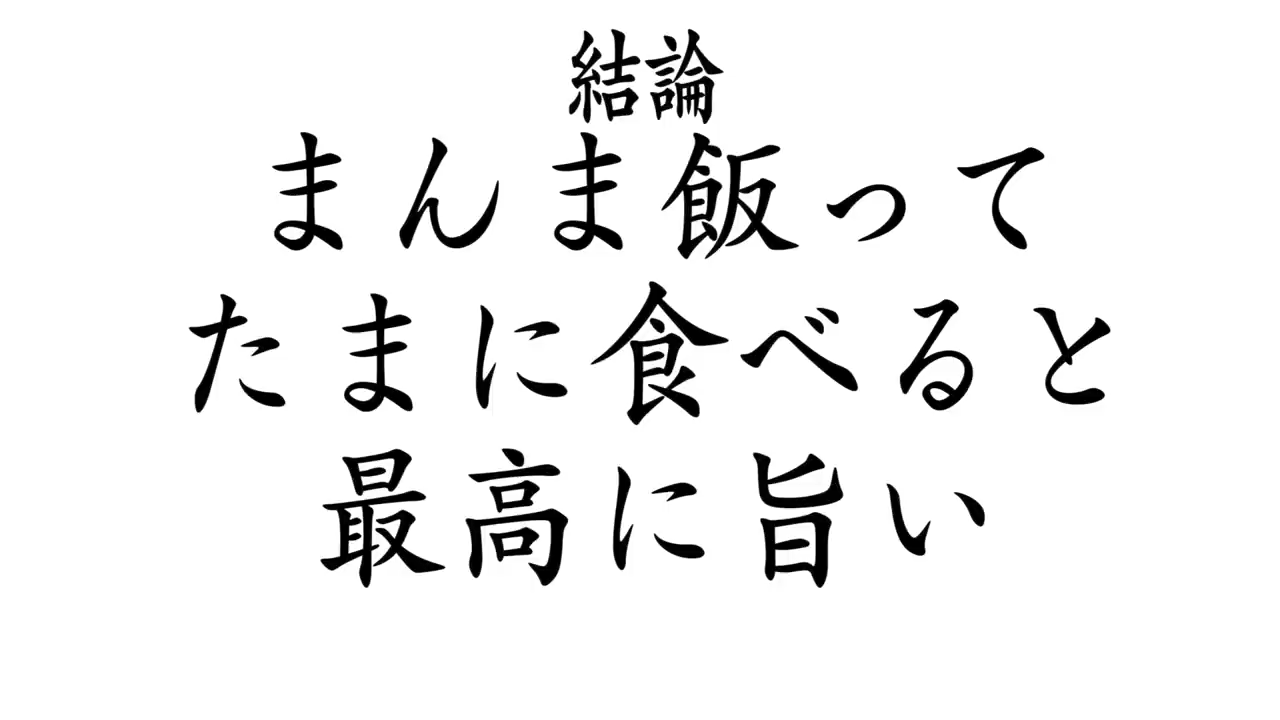 結論
まんま飯って
たまに食べると
最高に旨い